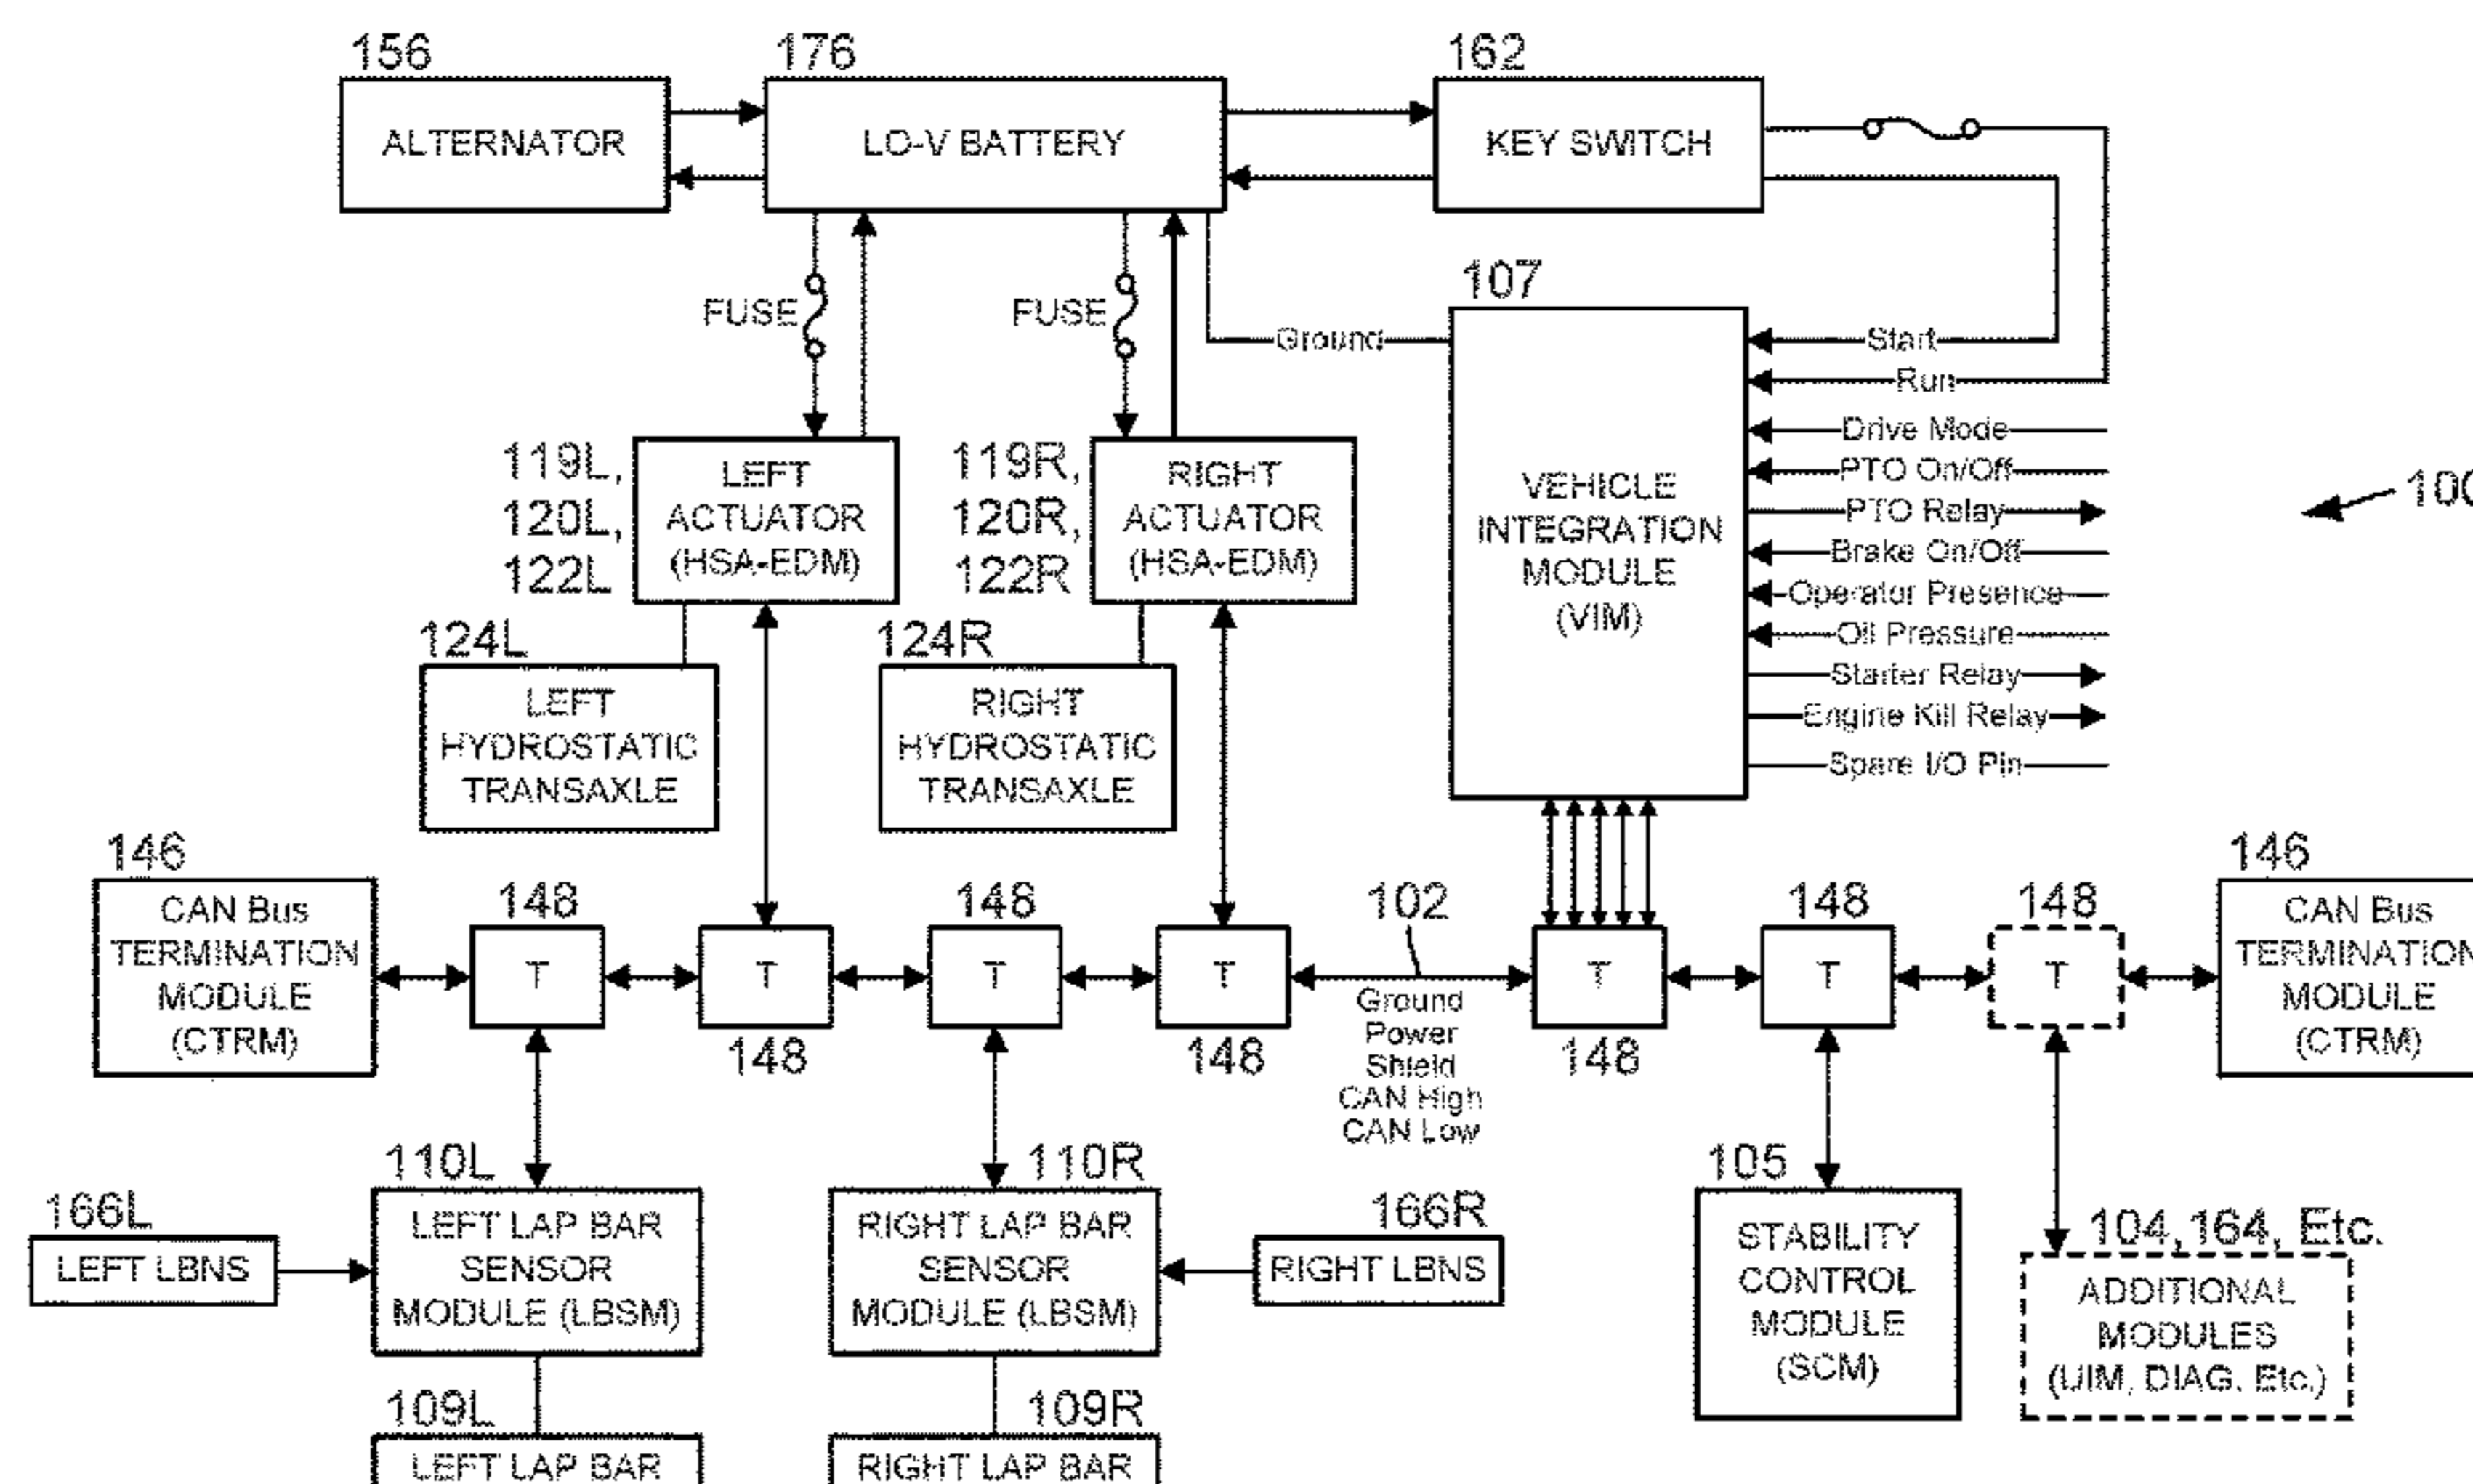 156
ALTERNATOR
176
LO-V BATTERY
162
KEY SWITCH
FUSE
FUSE
Ground
107
VEHICLE
INTEGRATION
MODULE
(VIM)
Start
Run
Drive Mode
PTO On/Off
PTO Relay
Brake On/Off
Operator Presence
Oil Pressure
Starter Relay
Engine Kill Relay
Spare I/O Pin
100
119L,
120L,
122L
LEFT
ACTUATOR
(HSA-EDM)
119R,
120R,
122R
RIGHT
ACTUATOR
(HSA-EDM)
124L
LEFT
HYDROSTATIC
TRANSAXLE
124R
RIGHT
HYDROSTATIC
TRANSAXLE
146
CAN Bus
TERMINATION
MODULE
(CTRM)
148
T
T
148
148
T
T
148
102
Ground
Power
Shield
CAN High
CAN Low
T
148
148
T
148
T
146
CAN Bus
TERMINATION
MODULE
(CTRM)
166L
LEFT LBNS
110L
LEFT LAP BAR
SENSOR
MODULE (LBSM)
110R
RIGHT LAP BAR
SENSOR
MODULE (LBSM)
166R
RIGHT LBNS
105
STABILITY
CONTROL
MODULE
(SCM)
104, 164, Etc.
ADDITIONAL
MODULES
(UIM, DIAG. Etc.)
109L
LEFT LAP BAR
109R
RIGHT LAP BAR